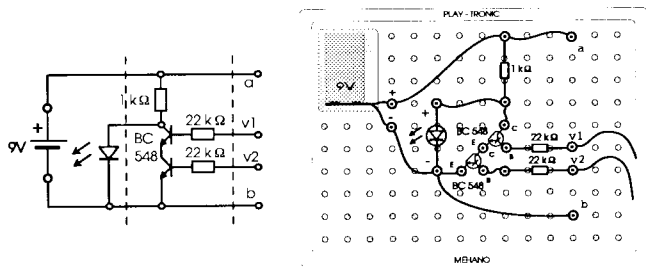 a
1 kΩ
22 kΩ
v1
+
9V
BC
548
22 kΩ
v2
b
PLAY-TRONIC
a
1 kΩ
9V
+
-
+
BC 548
C
22 kΩ
v1
E
B
C
22 kΩ
v2
-
E
B
BC 548
b
MEHANO